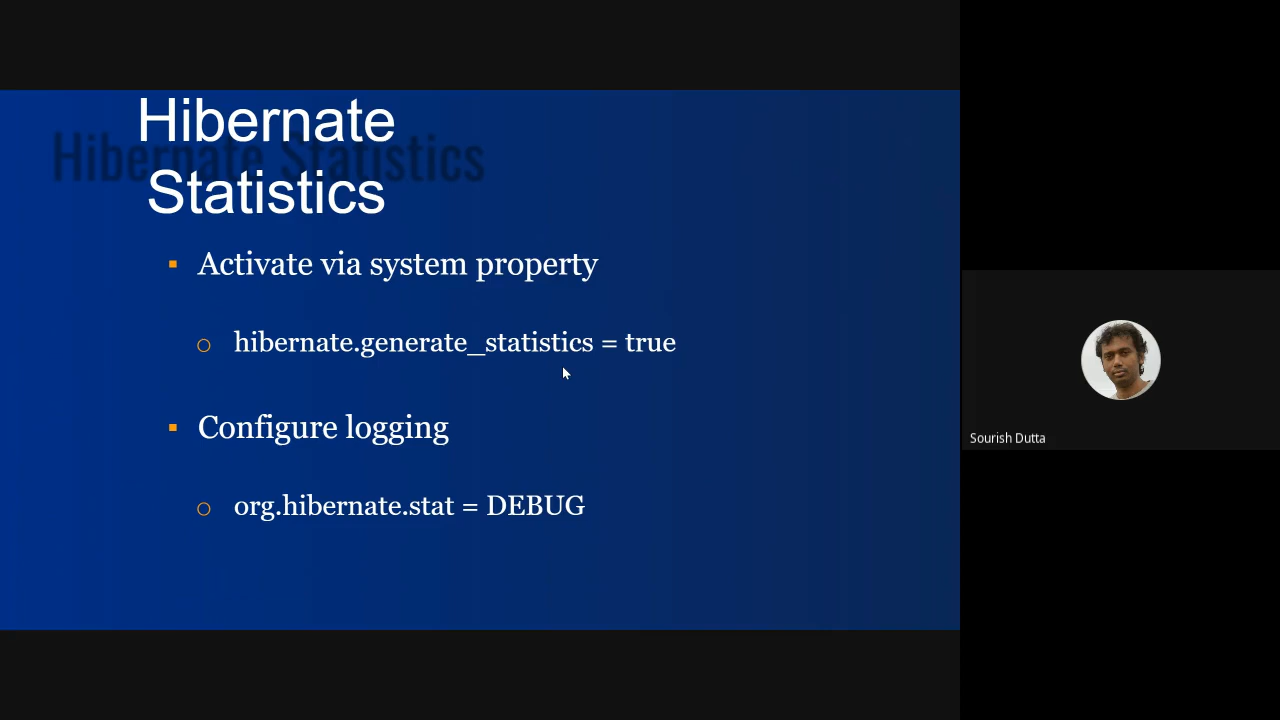 Hibernate
Statistics
Hibernate Statistics
Activate via system property
hibernate.generate_statistics = true
Configure logging
org.hibernate.stat = DEBUG
Sourish Dutta